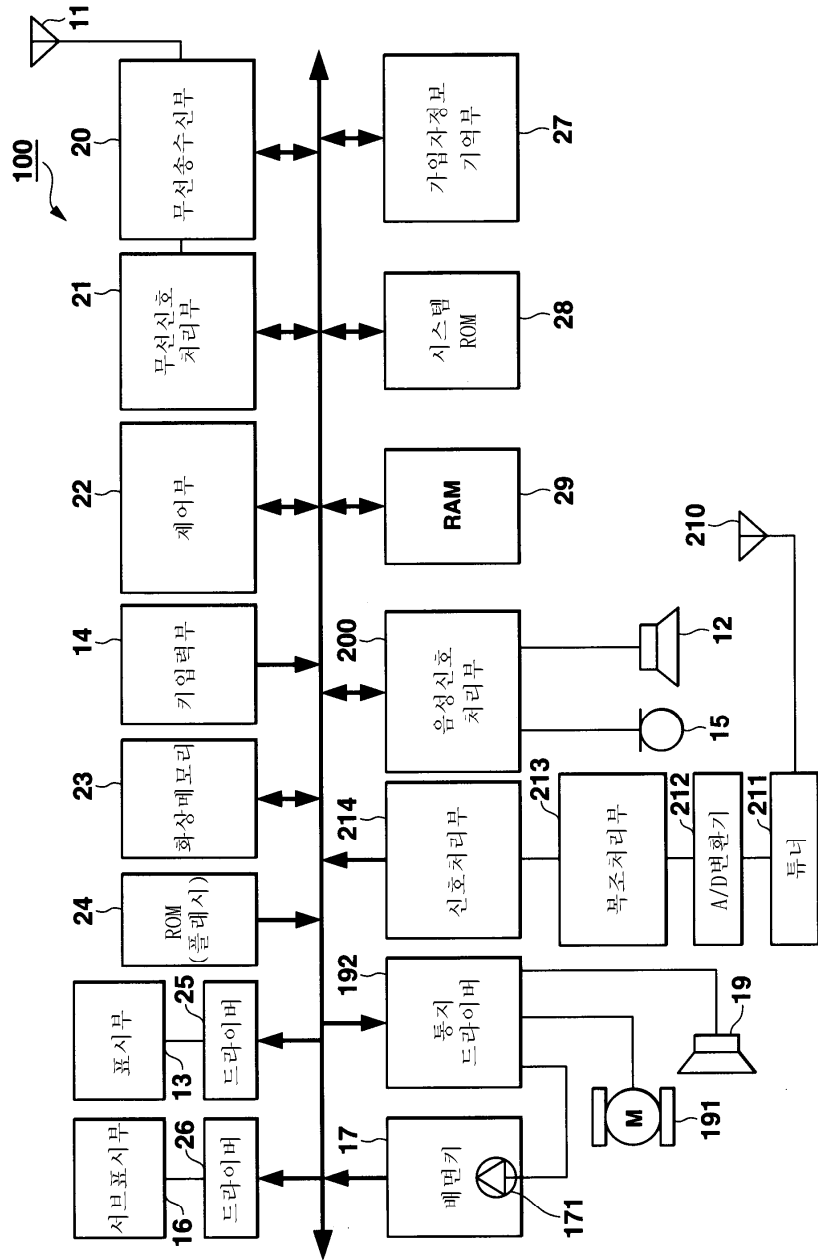 100
서브표시부
16
26
드라이버
표시부
13
25
드라이버
24
ROM
(플래시)
23
화상메모리
14
키입력부
22
제어부
21
무선신호
처리부
20
무선송수신부
11
17
배면키
171
192
통지
드라이버
M
191
19
214
신호처리부
213
복조처리부
212
A/D변환기
211
튜너
210
200
음성신호
처리부
15
12
RAM
29
시스템
ROM
28
가입자정보
기억부
27